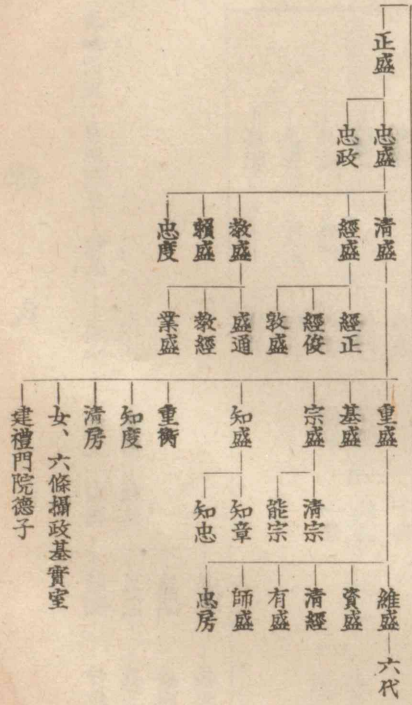 正盛
忠盛
忠政
清盛
經盛
敎盛
賴盛
忠度
經正
經俊
敦盛
盛通
敎經
業盛
重盛
基盛
宗盛
知盛
重衡
知度
清房
女、六條攝政基實室
建禮門院德子
清宗
能宗
知章
知忠
維盛
資盛
清經
有盛
師盛
忠房
六代